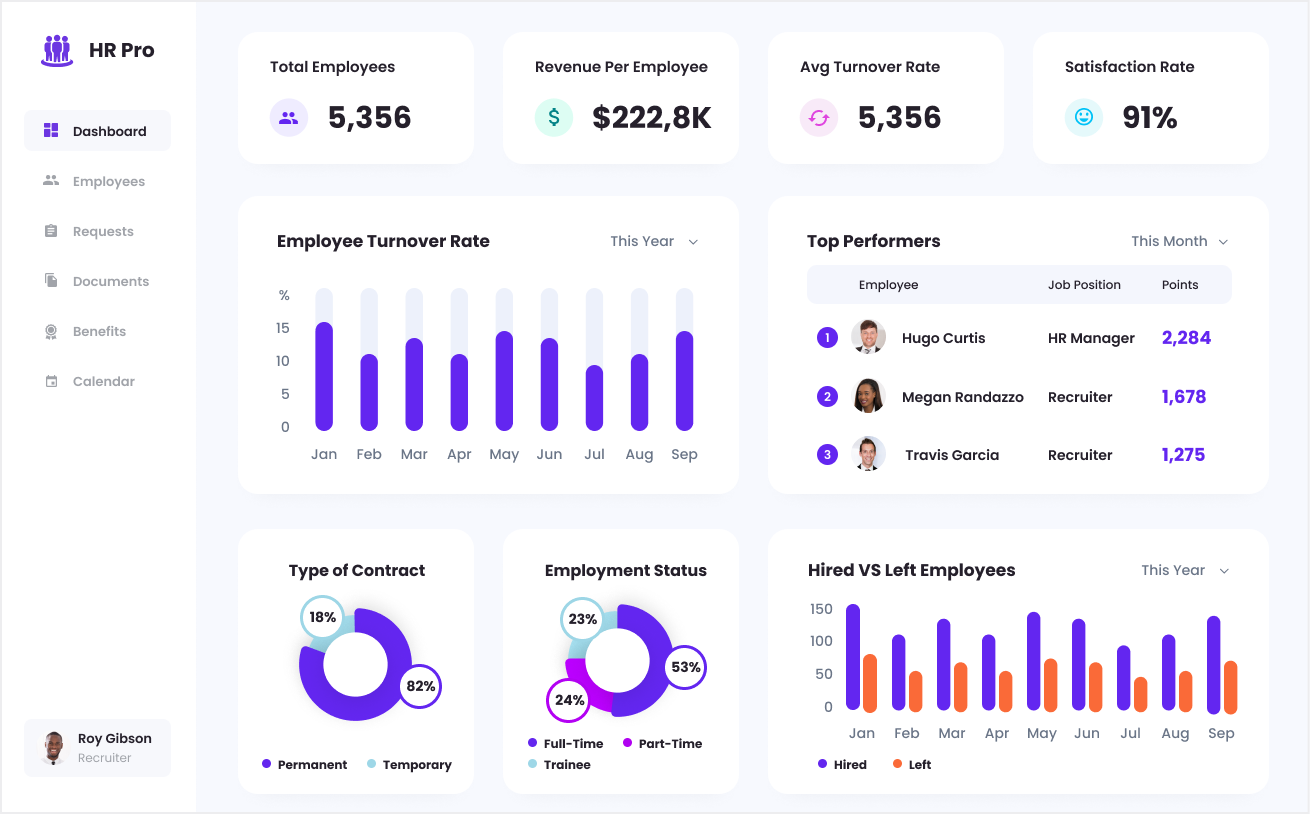 HR Pro
Dashboard
Employees
Requests
Documents
Benefits
Calendar
Roy Gibson
Recruiter
Total Employees
5,356
Revenue Per Employee
$222,8K
Avg Turnover Rate
5,356
Satisfaction Rate
91%
Employee Turnover Rate
This Year
%
15
10
5
0
Jan Feb Mar Apr May Jun Jul Aug Sep
Top Performers
This Month
Employee Job Position Points
1 Hugo Curtis HR Manager 2,284
2 Megan Randazzo Recruiter 1,678
3 Travis Garcia Recruiter 1,275
Type of Contract
18%
82%
Permanent Temporary
Employment Status
23%
53%
24%
Full-Time Part-Time
Trainee
Hired VS Left Employees
This Year
150
100
50
0
Jan Feb Mar Apr May Jun Jul Aug Sep
Hired Left